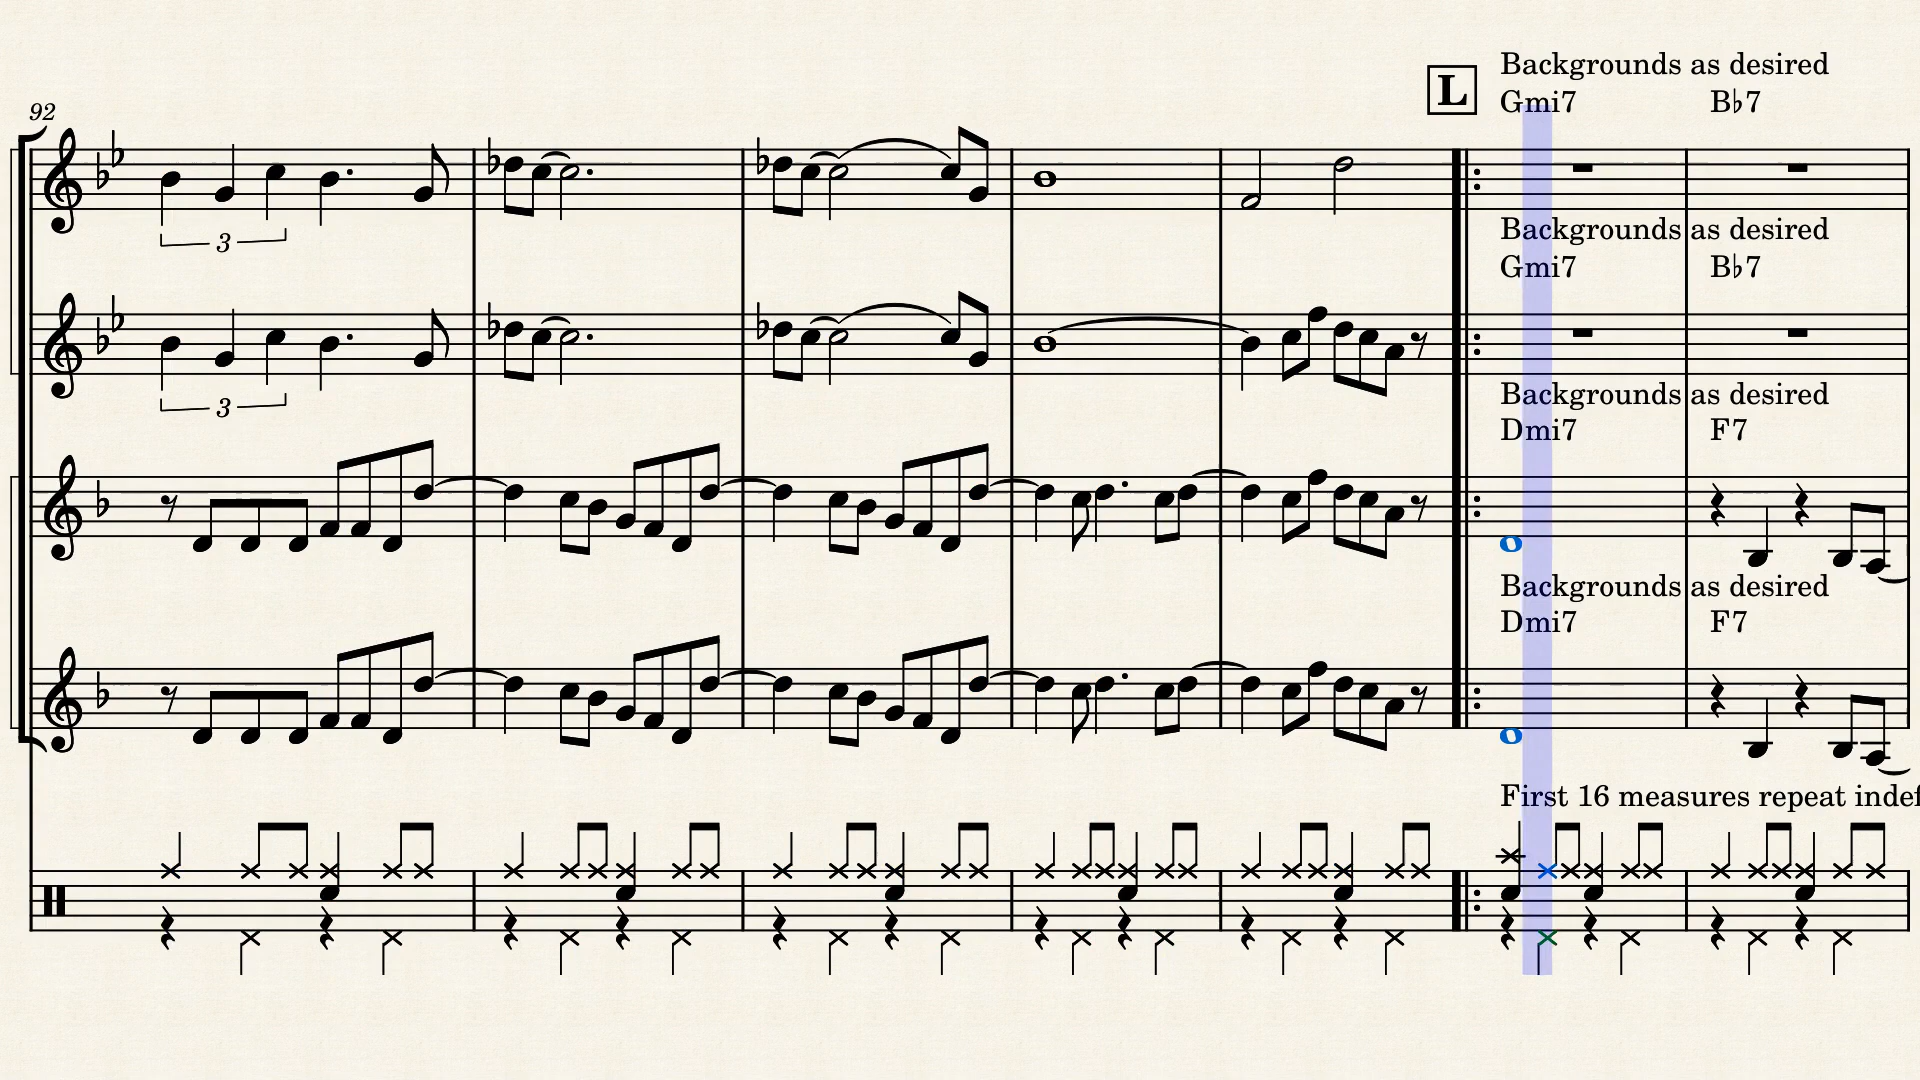 Backgrounds as desired
L
Gmi7 B♭7
92
3
Backgrounds as desired
Gmi7 B♭7
3
Backgrounds as desired
Dmi7 F7
Backgrounds as desired
Dmi7 F7
First 16 measures repeat indef